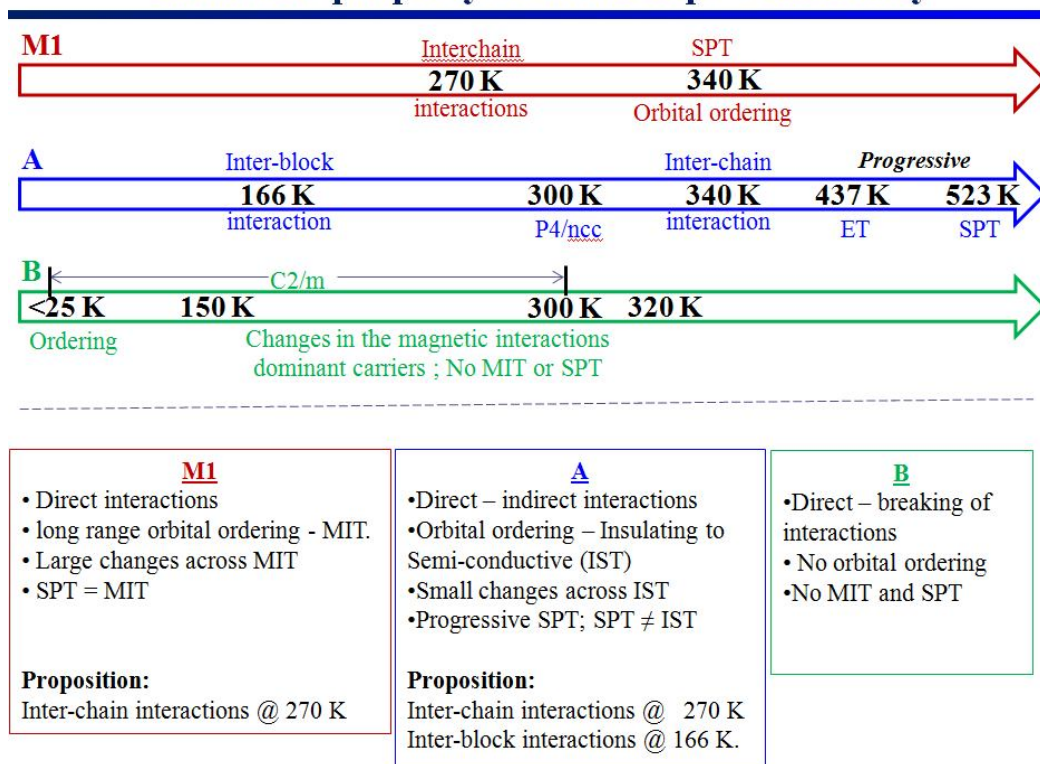 M1
Interchain SPT
270 K 340 K
interactions Orbital ordering
A Inter-block Inter-chain Progressive
166 K 300 K 340 K 437 K 523 K
interaction P4/ncc interaction ET SPT
B C2/m
<25 K 150 K 300 K 320 K
Ordering Changes in the magnetic interactions
dominant carriers ; No MIT or SPT
M1
• Direct interactions
• long range orbital ordering - MIT.
• Large changes across MIT
• SPT = MIT
Proposition:
Inter-chain interactions @ 270 K
A
•Direct – indirect interactions
•Orbital ordering – Insulating to
Semi-conductive (IST)
•Small changes across IST
•Progressive SPT; SPT ≠ IST
Proposition:
Inter-chain interactions @ 270 K
Inter-block interactions @ 166 K.
B
•Direct – breaking of
interactions
• No orbital ordering
•No MIT and SPT